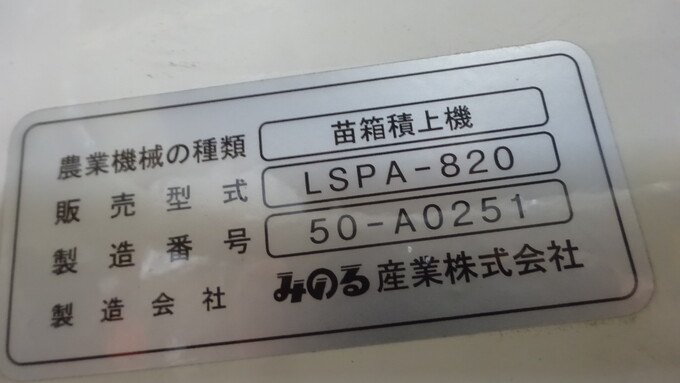 農業機械の種類 苗箱積上機
販売型式 LSPA-820
製造番号 50-A0251
製造会社 みのる産業株式会社